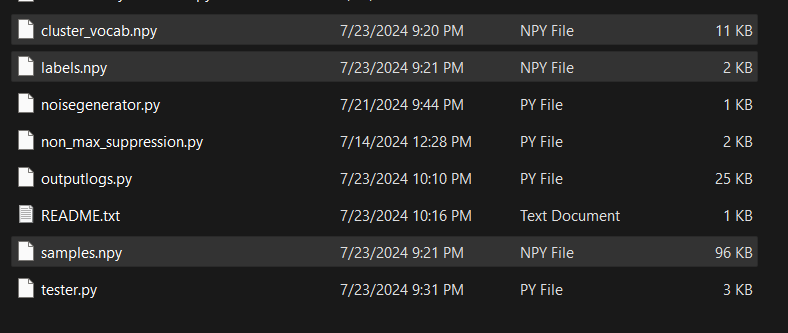 cluster_vocab.npy 7/23/2024 9:20 PM NPY File 11 KB
labels.npy 7/23/2024 9:21 PM NPY File 2 KB
noisegenerator.py 7/21/2024 9:44 PM PY File 1 KB
non_max_suppression.py 7/14/2024 12:28 PM PY File 2 KB
outputlogs.py 7/23/2024 10:10 PM PY File 25 KB
README.txt 7/23/2024 10:16 PM Text Document 1 KB
samples.npy 7/23/2024 9:21 PM NPY File 96 KB
tester.py 7/23/2024 9:31 PM PY File 3 KB